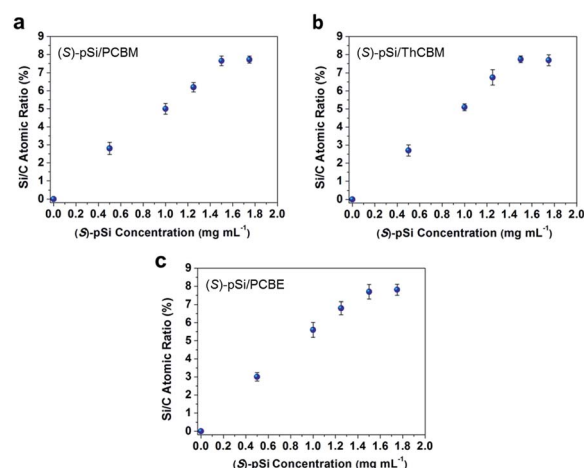 a
(S)-pSi/PCBM
Si/C Atomic Ratio (%)
9
8
7
6
5
4
3
2
1
0
0.0 0.2 0.4 0.6 0.8 1.0 1.2 1.4 1.6 1.8 2.0
(S)-pSi Concentration (mg mL⁻¹)
b
(S)-pSi/ThCBM
Si/C Atomic Ratio (%)
9
8
7
6
5
4
3
2
1
0
0.0 0.2 0.4 0.6 0.8 1.0 1.2 1.4 1.6 1.8 2.0
(S)-pSi Concentration (mg mL⁻¹)
c
(S)-pSi/PCBE
Si/C Atomic Ratio (%)
9
8
7
6
5
4
3
2
1
0
0.0 0.2 0.4 0.6 0.8 1.0 1.2 1.4 1.6 1.8 2.0
(S)-pSi Concentration (mg mL⁻¹)